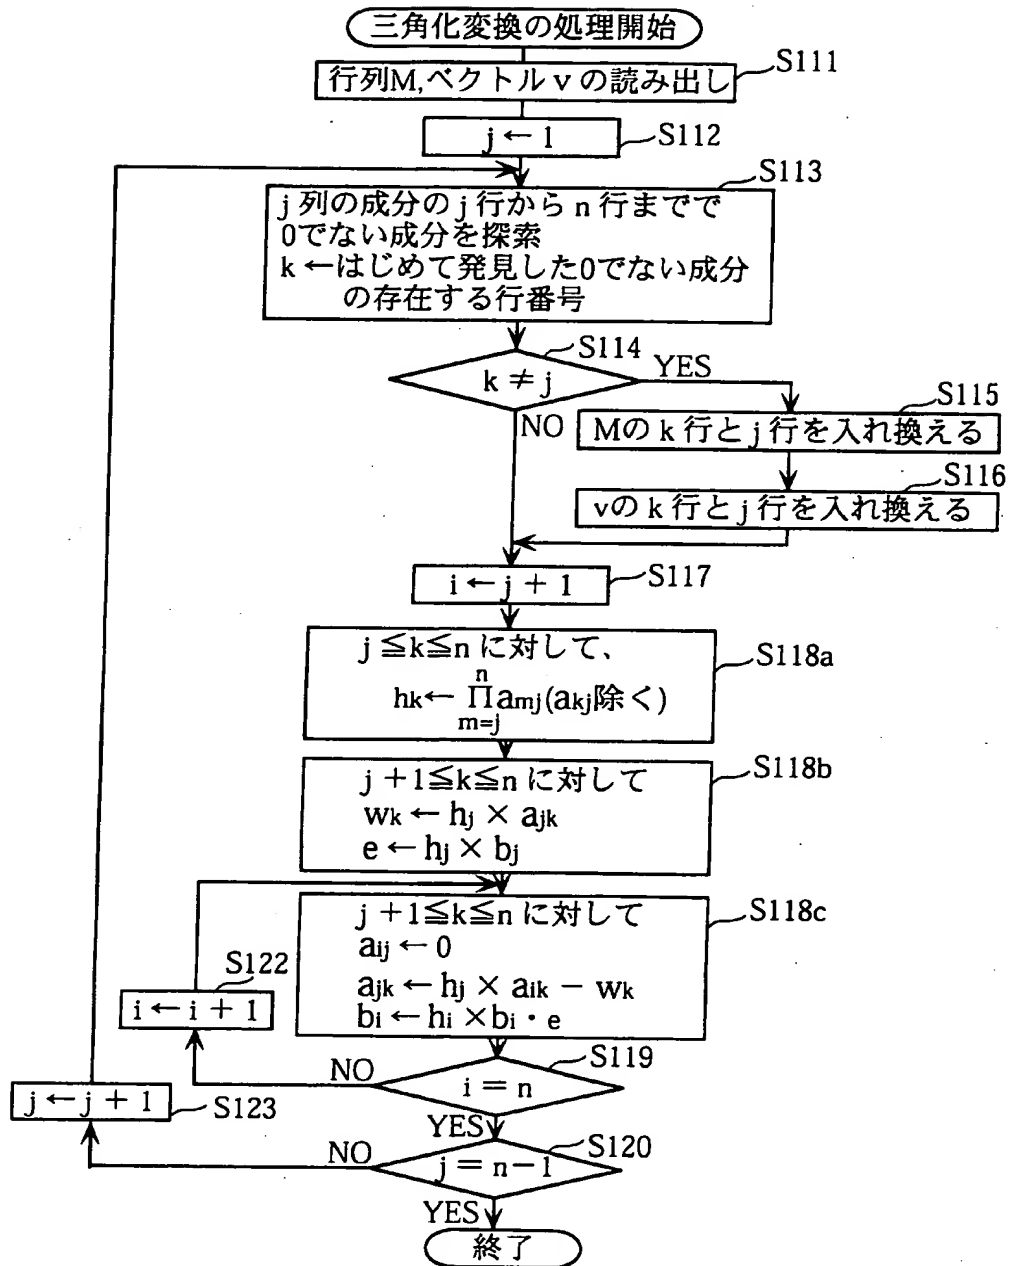 三角化変換の処理開始
行列M,ベクトルvの読み出し
S111
j ← 1
S112
S113
j 列の成分の j 行から n 行までで
0でない成分を探索
k ←はじめて発見した0でない成分
の存在する行番号
S114
k ≠ j
YES
NO
S115
Mの k 行と j 行を入れ換える
S116
vの k 行と j 行を入れ換える
i ← j + 1
S117
j ≦k≦n に対して、
hk← n Π m=j amj(akj除く)
S118a
j +1≦k≦n に対して
wk ← hj × ajk
e ← hj × bj
S118b
j +1≦k≦n に対して
aij ← 0
ajk ← hj × aik − wk
bi ← hi ×bi・e
S118c
S122
i ← i + 1
S119
i = n
NO
YES
j ← j + 1
S123
S120
j = n−1
NO
YES
終了